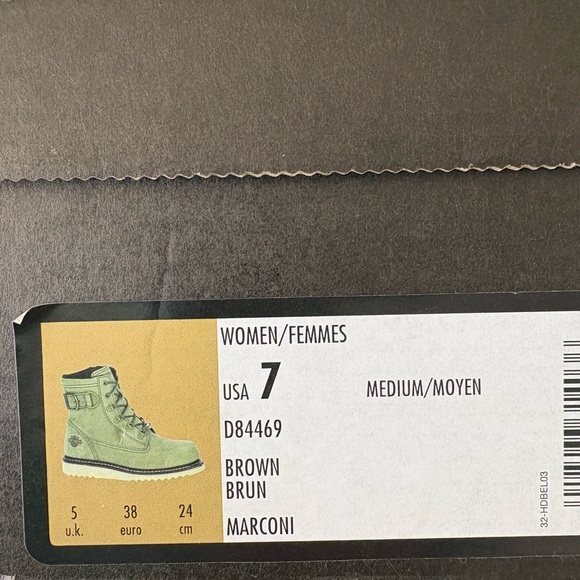 WOMEN/FEMMES
USA 7 MEDIUM/MOYEN
D84469
BROWN
BRUN
MARCONI
5 38 24
u.k. euro cm
32-HDBEL03